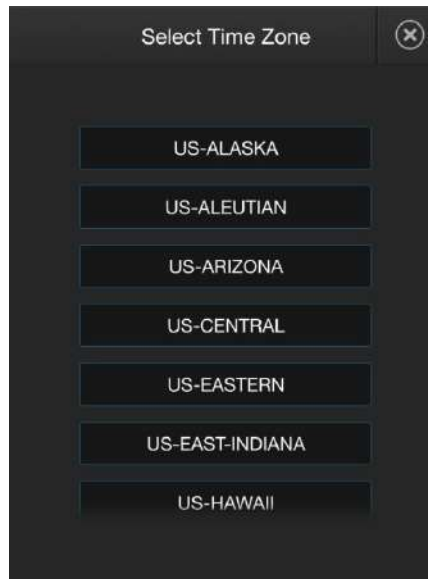 Select Time Zone
US-ALASKA
US-ALEUTIAN
US-ARIZONA
US-CENTRAL
US-EASTERN
US-EAST-INDIANA
US-HAWAII